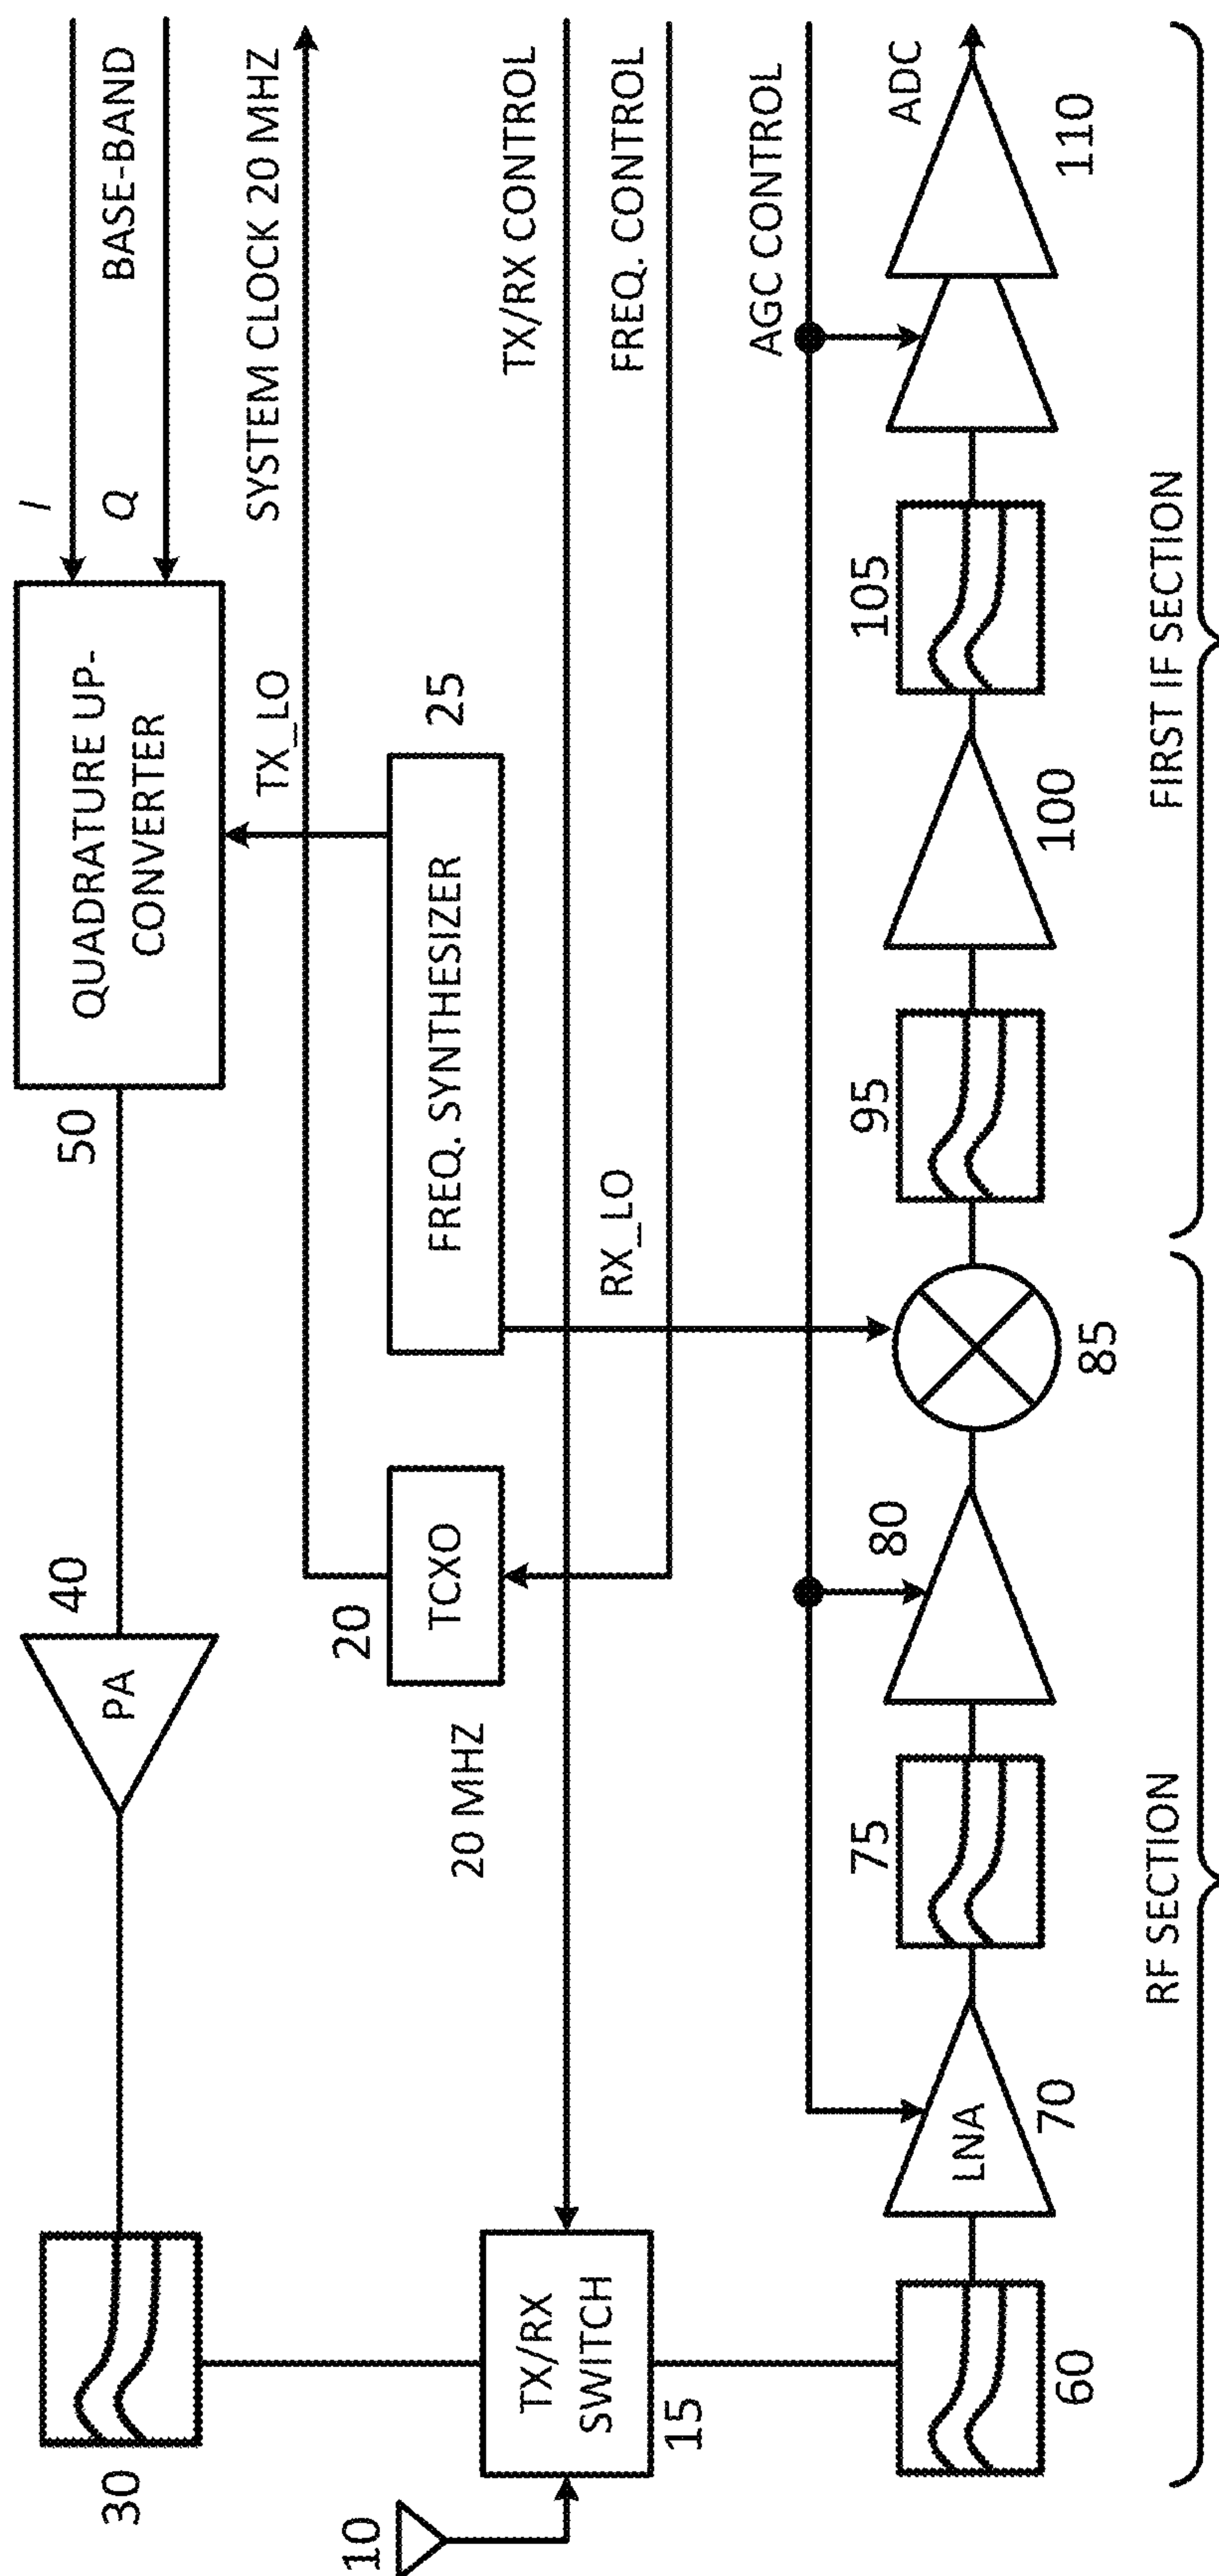 I
Q
BASE-BAND
QUADRATURE UP-
CONVERTER
50
40
PA
30
SYSTEM CLOCK 20 MHZ
TX_LO
25
FREQ. SYNTHESIZER
20
TCXO
20 MHZ
TX/RX CONTROL
FREQ. CONTROL
RX_LO
10
TX/RX
SWITCH
15
AGC CONTROL
60
LNA
70
75
80
85
95
100
105
110
ADC
RF SECTION
FIRST IF SECTION